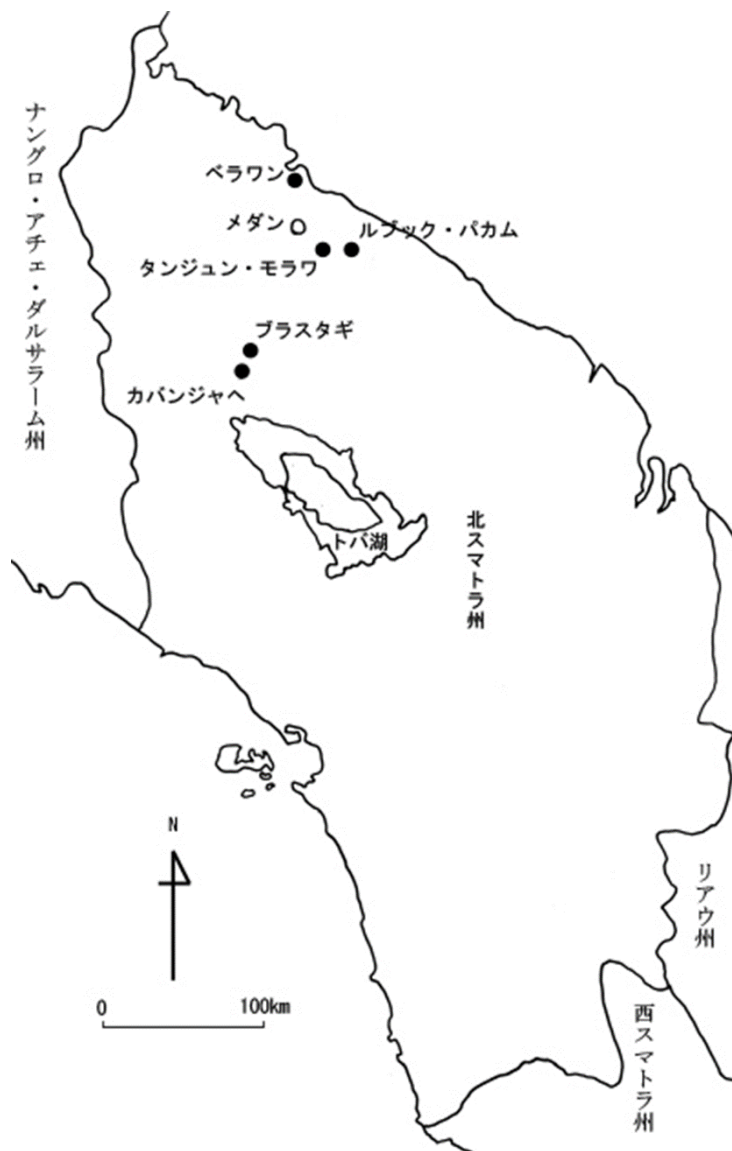 ナングロ・アチェ・ダルサラーム州
ベラワン
メダン
ルブック・パカム
タンジュン・モラワ
ブラスタギ
カバンジャヘ
トバ湖
北スマトラ州
N
0
100km
リアウ州
西スマトラ州